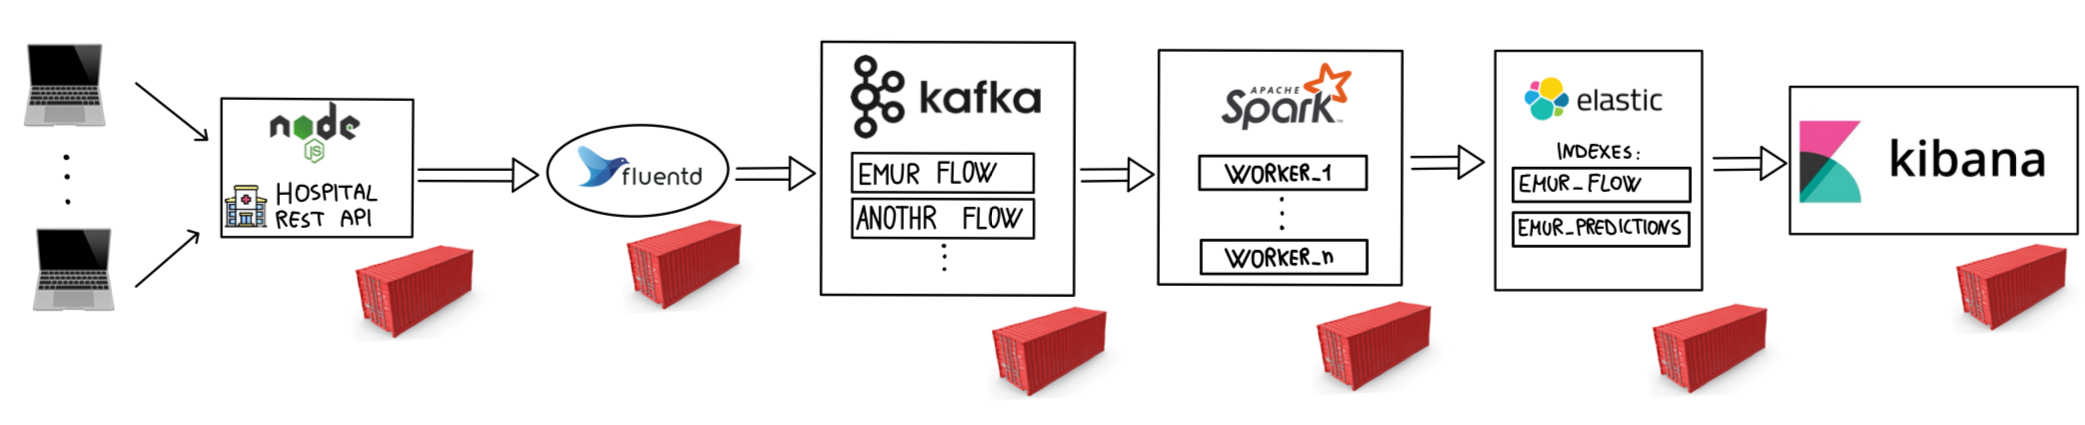 node
JS
HOSPITAL
REST API
fluentd
kafka
EMUR FLOW
ANOTHR FLOW
APACHE
Spark
WORKER_1
WORKER_n
elastic
INDEXES:
EMUR_FLOW
EMUR_PREDICTIONS
kibana